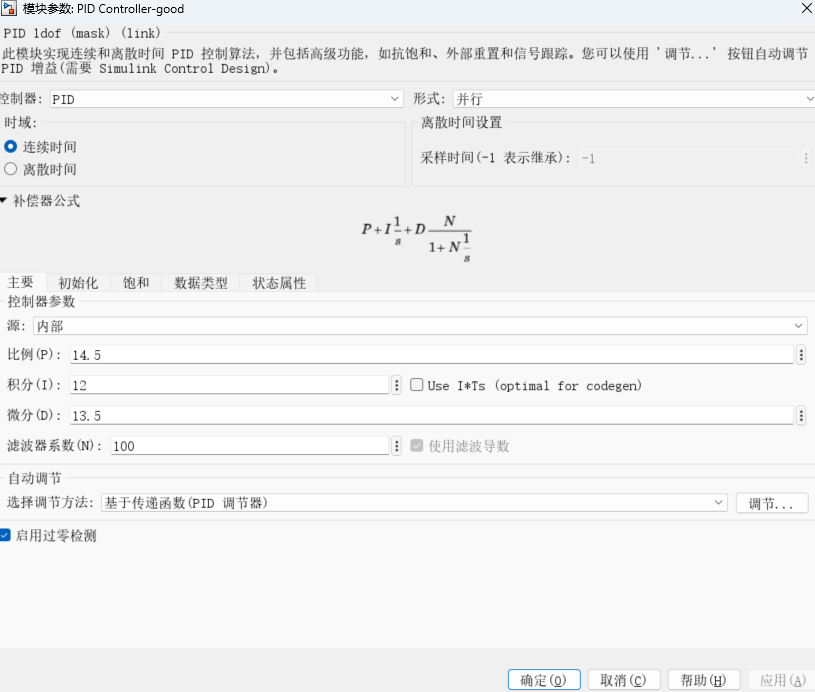 模块参数: PID Controller-good
PID 1dof (mask) (link)
此模块实现连续和离散时间 PID 控制算法，并包括高级功能，如抗饱和、外部重置和信号跟踪。您可以使用 '调节...' 按钮自动调节
PID 增益(需要 Simulink Control Design)。
控制器: PID
形式: 并行
时域:
连续时间
离散时间
离散时间设置
采样时间(-1 表示继承): -1
补偿器公式
P+I 1/s +D N/(1+N 1/s)
主要 初始化 饱和 数据类型 状态属性
控制器参数
源: 内部
比例(P): 14.5
积分(I): 12 Use I*Ts (optimal for codegen)
微分(D): 13.5
滤波器系数(N): 100 使用滤波导数
自动调节
选择调节方法: 基于传递函数(PID 调节器) 调节...
启用过零检测
确定(O) 取消(C) 帮助(H) 应用(A)